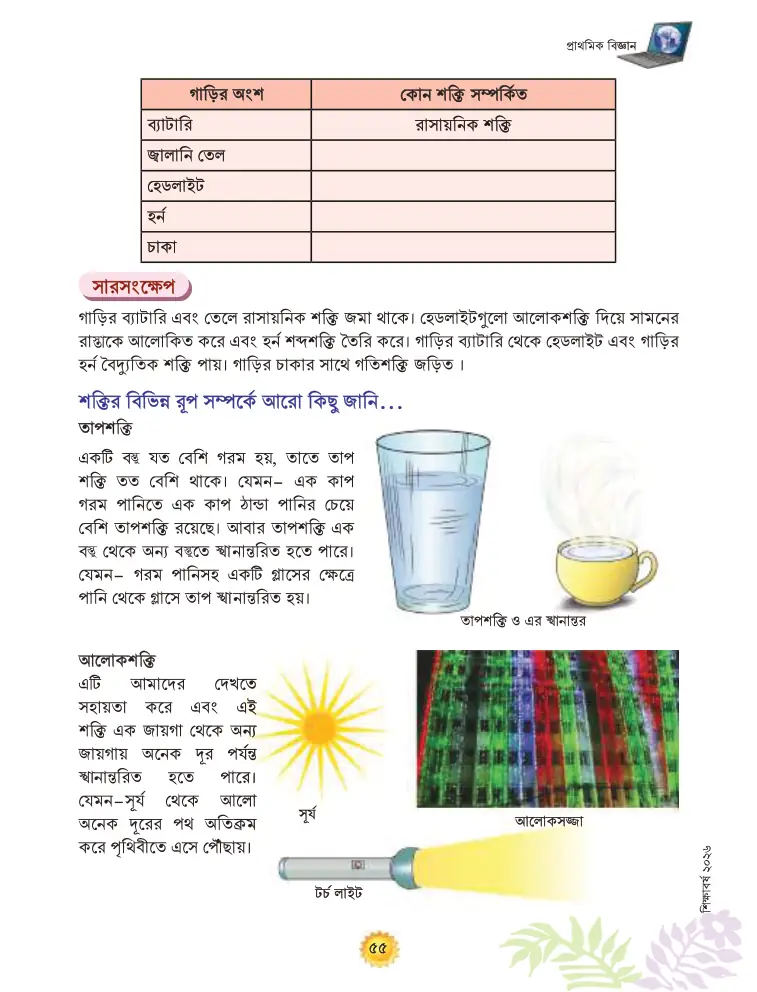 প্রাথমিক বিজ্ঞান
গাড়ির অংশ কোন শক্তি সম্পর্কিত
ব্যাটারি রাসায়নিক শক্তি
জ্বালানি তেল
হেডলাইট
হর্ন
চাকা
সারসংক্ষেপ
গাড়ির ব্যাটারি এবং তেলে রাসায়নিক শক্তি জমা থাকে। হেডলাইটগুলো আলোকশক্তি দিয়ে সামনের
রাস্তাকে আলোকিত করে এবং হর্ন শব্দশক্তি তৈরি করে। গাড়ির ব্যাটারি থেকে হেডলাইট এবং গাড়ির
হর্ন বৈদ্যুতিক শক্তি পায়। গাড়ির চাকার সাথে গতিশক্তি জড়িত ।
শক্তির বিভিন্ন রূপ সম্পর্কে আরো কিছু জানি...
তাপশক্তি
একটি বস্তু যত বেশি গরম হয়, তাতে তাপ
শক্তি তত বেশি থাকে। যেমন– এক কাপ
গরম পানিতে এক কাপ ঠান্ডা পানির চেয়ে
বেশি তাপশক্তি রয়েছে। আবার তাপশক্তি এক
বস্তু থেকে অন্য বস্তুতে স্থানান্তরিত হতে পারে।
যেমন– গরম পানিসহ একটি গ্লাসের ক্ষেত্রে
পানি থেকে গ্লাসে তাপ স্থানান্তরিত হয়।
তাপশক্তি ও এর স্থানান্তর
আলোকশক্তি
এটি আমাদের দেখতে
সহায়তা করে এবং এই
শক্তি এক জায়গা থেকে অন্য
জায়গায় অনেক দূর পর্যন্ত
স্থানান্তরিত হতে পারে।
যেমন–সূর্য থেকে আলো
অনেক দূরের পথ অতিক্রম
করে পৃথিবীতে এসে পৌঁছায়।
সূর্য
আলোকসজ্জা
টর্চ লাইট
শিক্ষাবর্ষ ২০২৬
৫৫